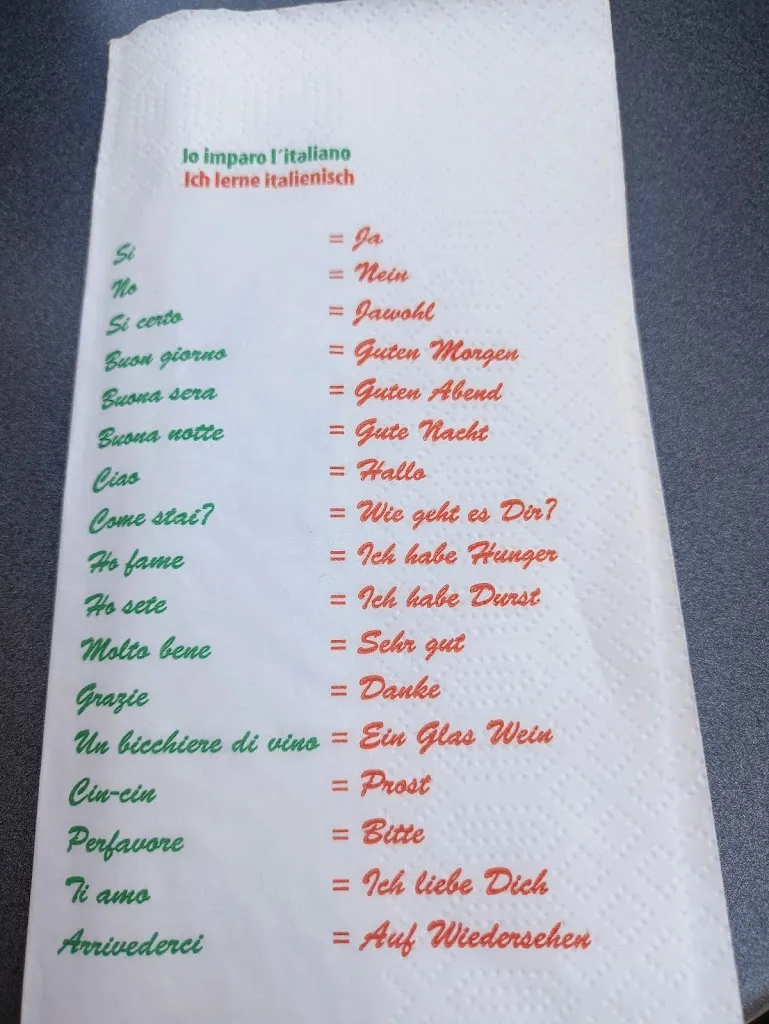 Io imparo l´italiano
Ich lerne italienisch
Si = Ja
No = Nein
Si certo = Jawohl
Buon giorno = Guten Morgen
Buona sera = Guten Abend
Buona notte = Gute Nacht
Ciao = Hallo
Come stai? = Wie geht es Dir?
Ho fame = Ich habe Hunger
Ho sete = Ich habe Durst
Molto bene = Sehr gut
Grazie = Danke
Un bicchiere di vino = Ein Glas Wein
Cin-cin = Prost
Perfavore = Bitte
Ti amo = Ich liebe Dich
Arrivederci = Auf Wiedersehen